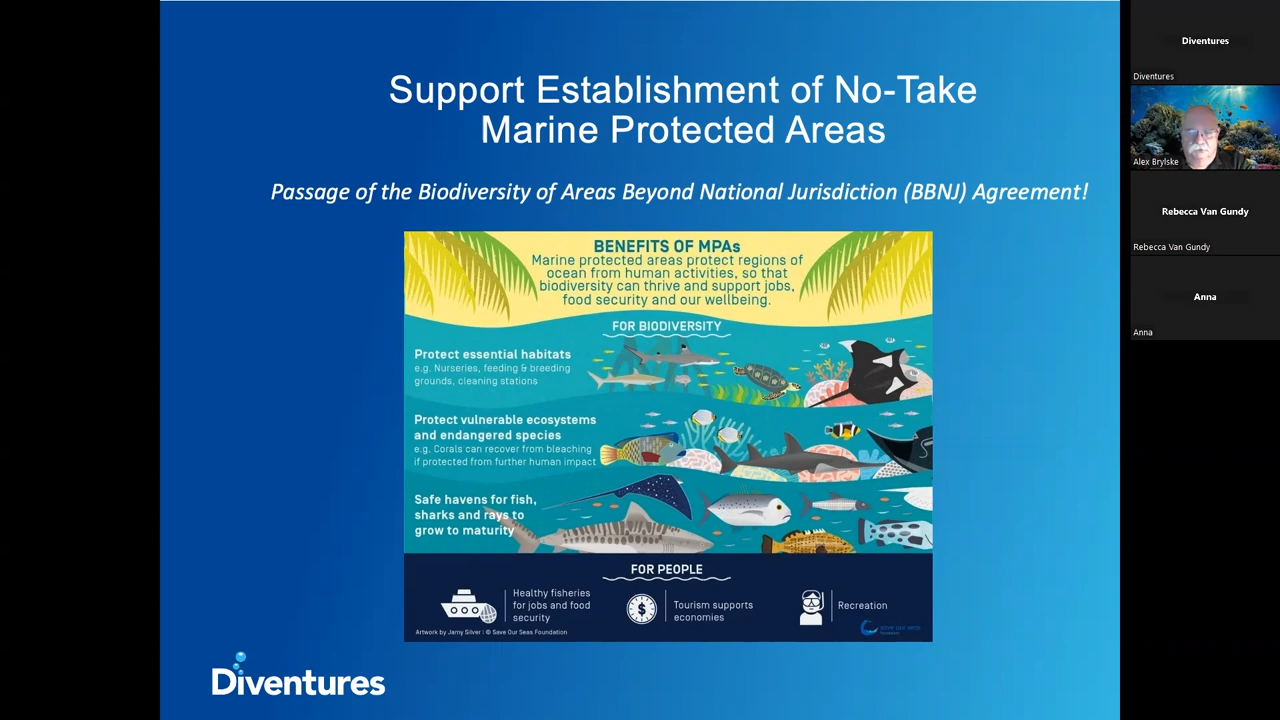 Support Establishment of No-Take
Marine Protected Areas
Passage of the Biodiversity of Areas Beyond National Jurisdiction (BBNJ) Agreement!
BENEFITS OF MPAs
Marine protected areas protect regions of
ocean from human activities, so that
biodiversity can thrive and support jobs,
food security and our wellbeing.
FOR BIODIVERSITY
Protect essential habitats
e.g. Nurseries, feeding & breeding
grounds, cleaning stations
Protect vulnerable ecosystems
and endangered species
e.g. Corals can recover from bleaching
if protected from further human impact
Safe havens for fish,
sharks and rays to
grow to maturity
FOR PEOPLE
Healthy fisheries
for jobs and food
security
$
Tourism supports
economies
Recreation
Artwork by Jamy Silver | © Save Our Seas Foundation
save our seas
foundation
Diventures
Diventures
Diventures
Alex Brylske
Rebecca Van Gundy
Rebecca Van Gundy
Anna
Anna